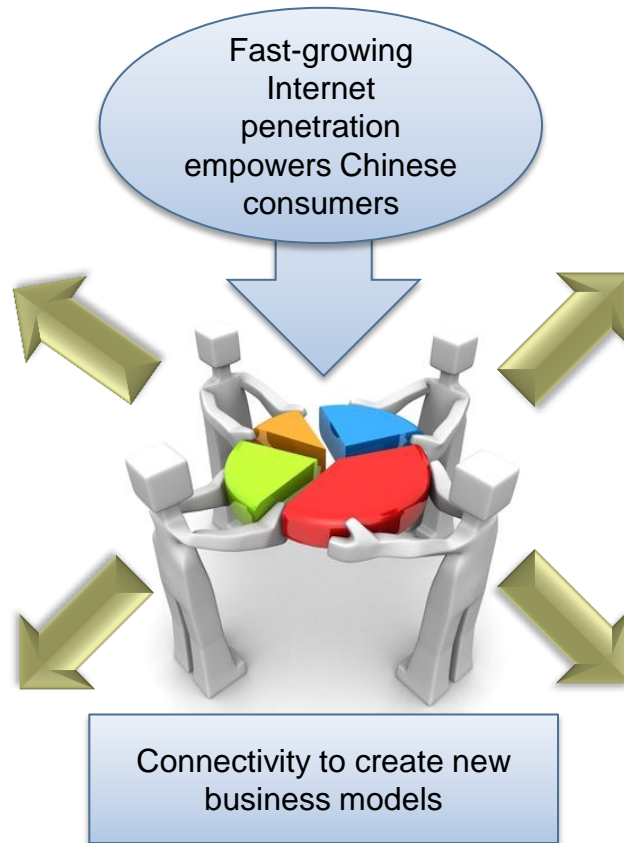 Fast-growing
Internet
penetration
empowers Chinese
consumers
Connectivity to create new
business models